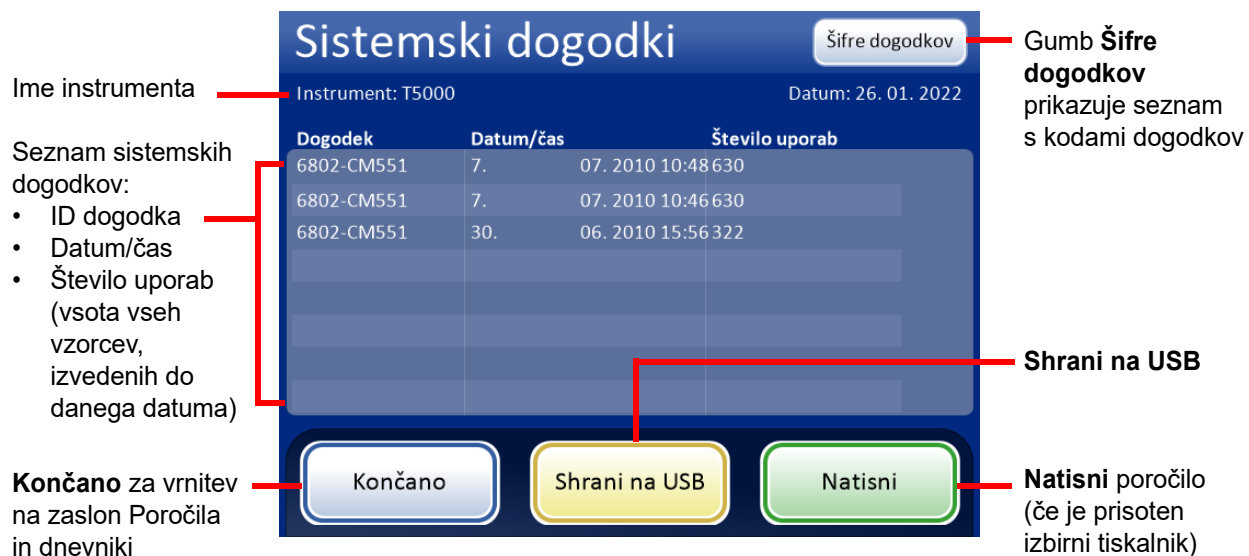 Sistemski dogodki
Šifre dogodkov
Gumb Šifre
dogodkov
prikazuje seznam
s kodami dogodkov
Ime instrumenta
Instrument: T5000
Datum: 26. 01. 2022
Seznam sistemskih
dogodkov:
• ID dogodka
• Datum/čas
• Število uporab
(vsota vseh
vzorcev,
izvedenih do
danega datuma)
Dogodek Datum/čas Število uporab
6802-CM551 7. 07. 2010 10:48 630
6802-CM551 7. 07. 2010 10:46 630
6802-CM551 30. 06. 2010 15:56 322
Shrani na USB
Končano
Shrani na USB
Natisni
Končano za vrnitev
na zaslon Poročila
in dnevniki
Natisni poročilo
(če je prisoten
izbirni tiskalnik)